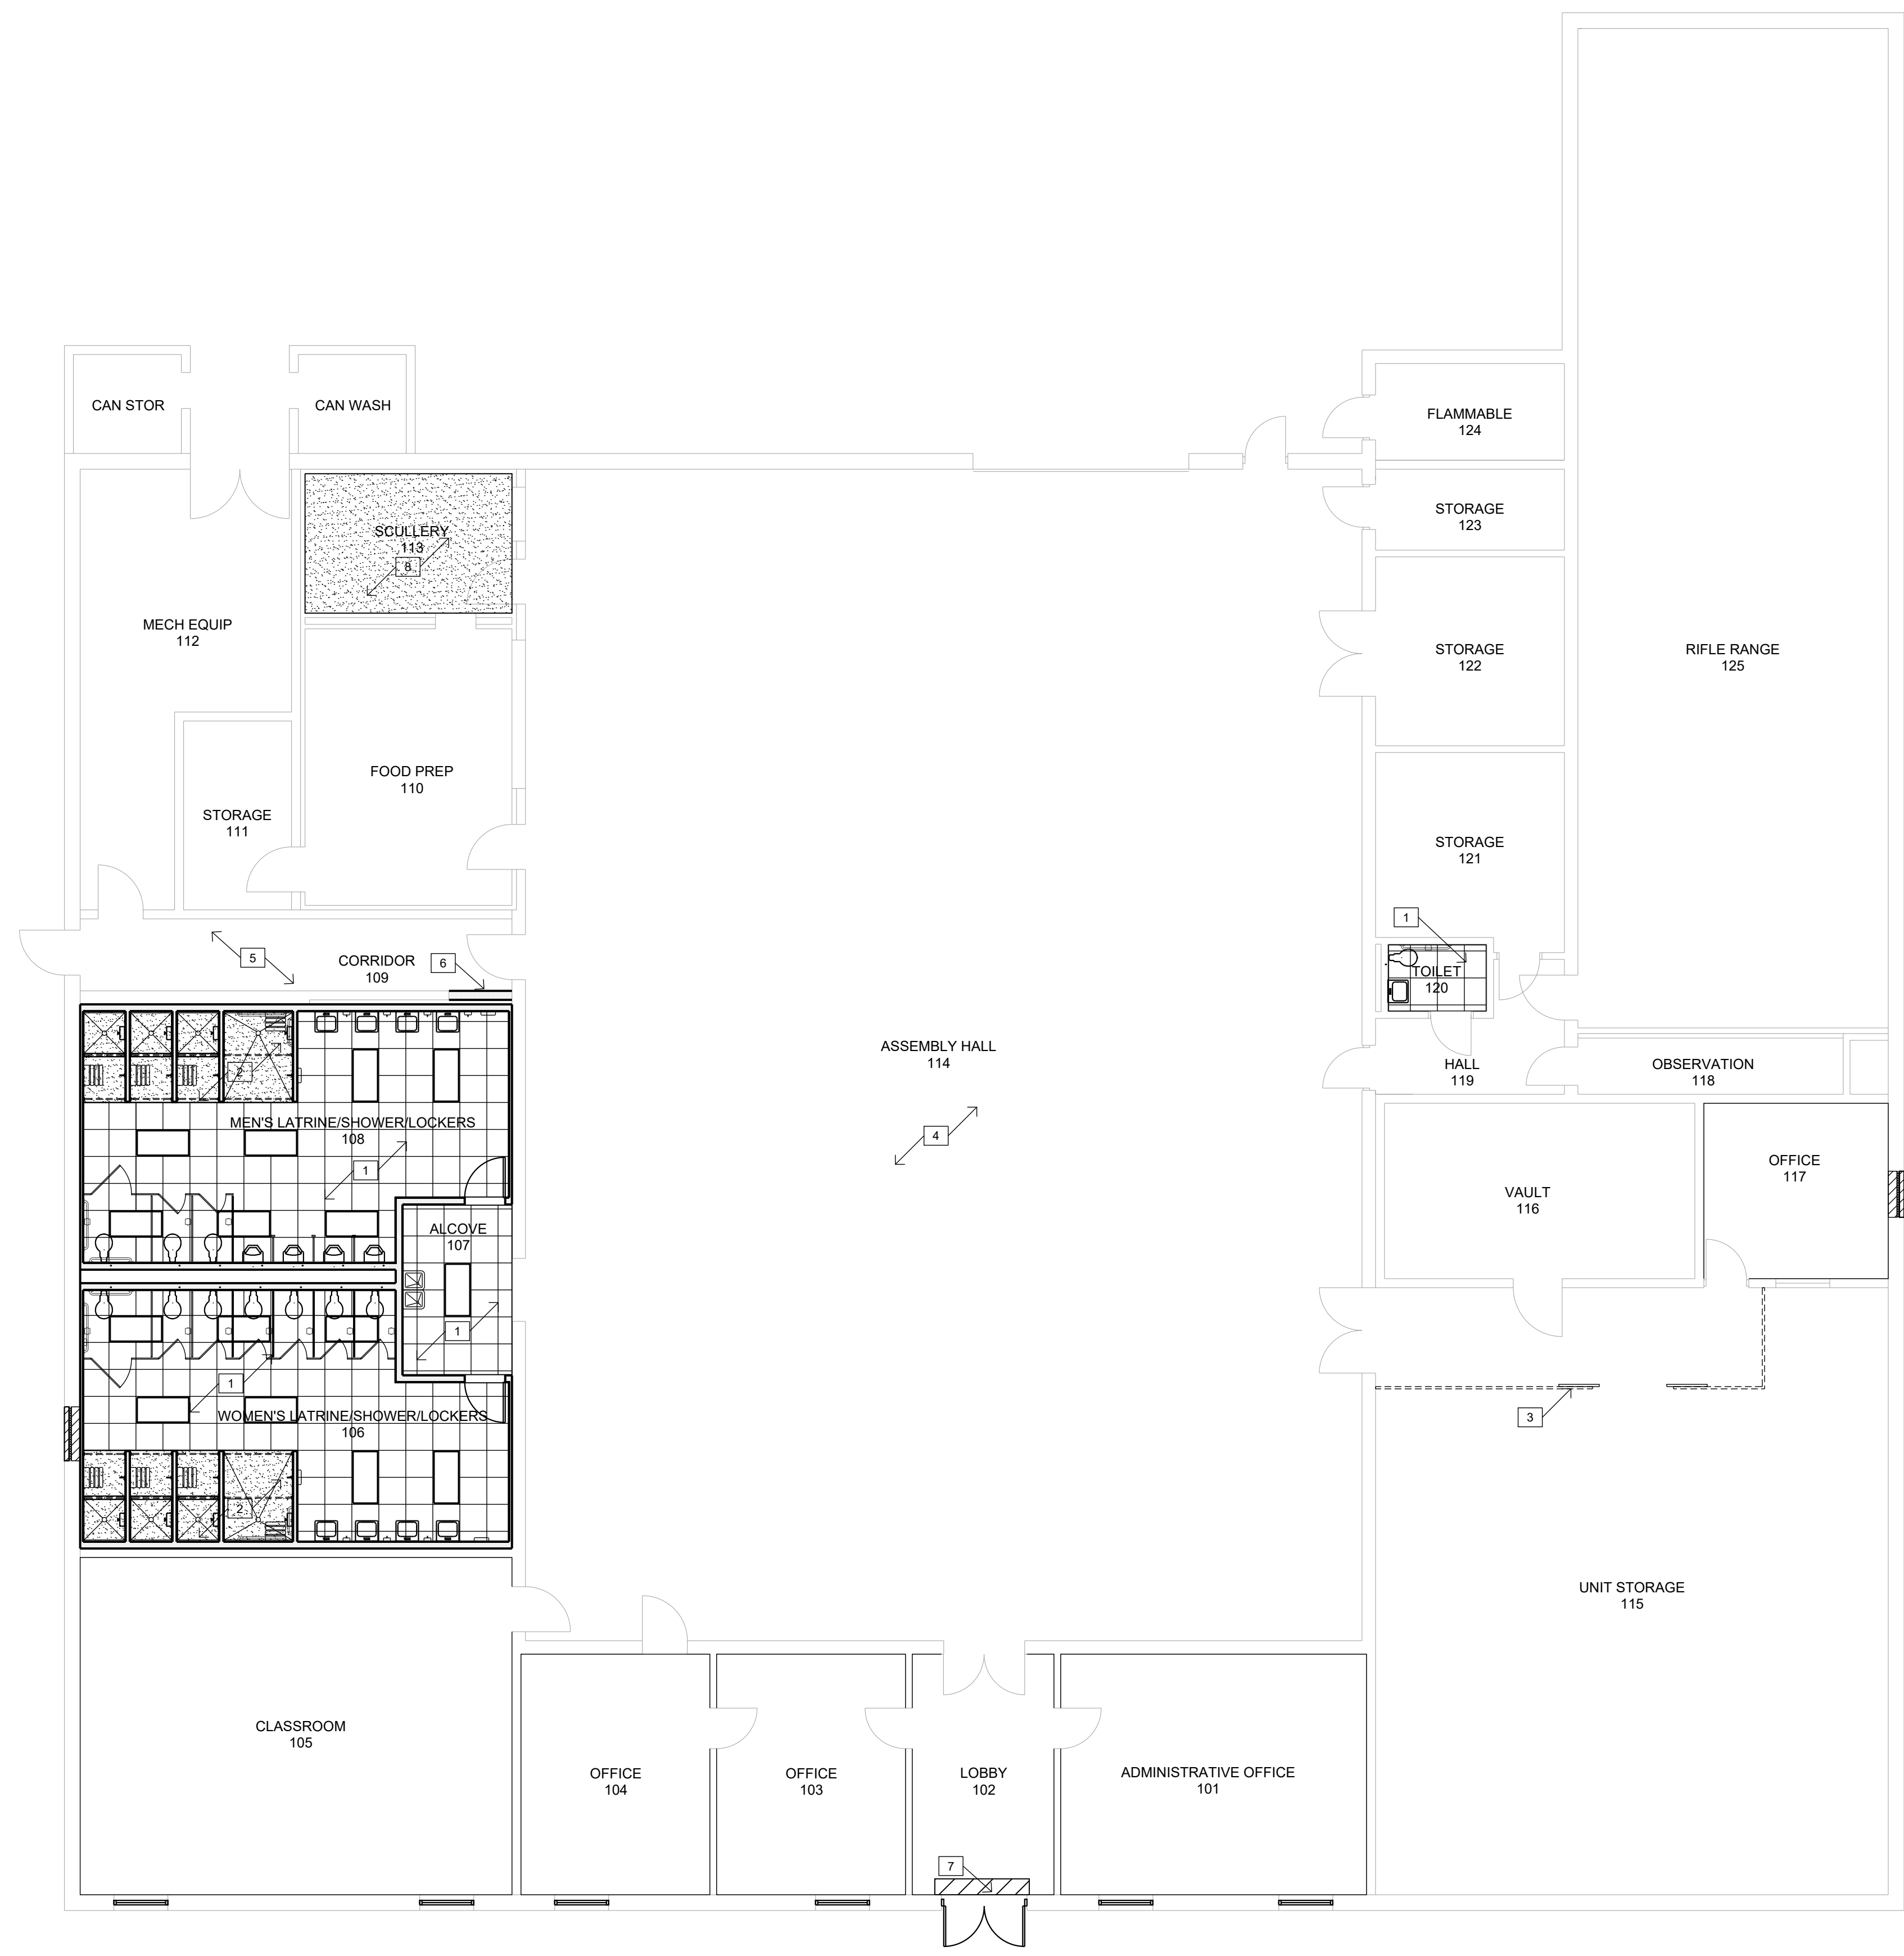 CAN STOR
CAN WASH
FLAMMABLE
124
STORAGE
123
SCULLERY
113
8
MECH EQUIP
112
STORAGE
122
RIFLE RANGE
125
FOOD PREP
110
STORAGE
111
STORAGE
121
1
5
CORRIDOR
109
6
TOILET
120
ASSEMBLY HALL
114
HALL
119
OBSERVATION
118
2
MEN'S LATRINE/SHOWER/LOCKERS
108
1
4
OFFICE
117
VAULT
116
ALCOVE
107
1
1
WOMEN'S LATRINE/SHOWER/LOCKERS
106
3
2
UNIT STORAGE
115
CLASSROOM
105
OFFICE
104
OFFICE
103
LOBBY
102
ADMINISTRATIVE OFFICE
101
7